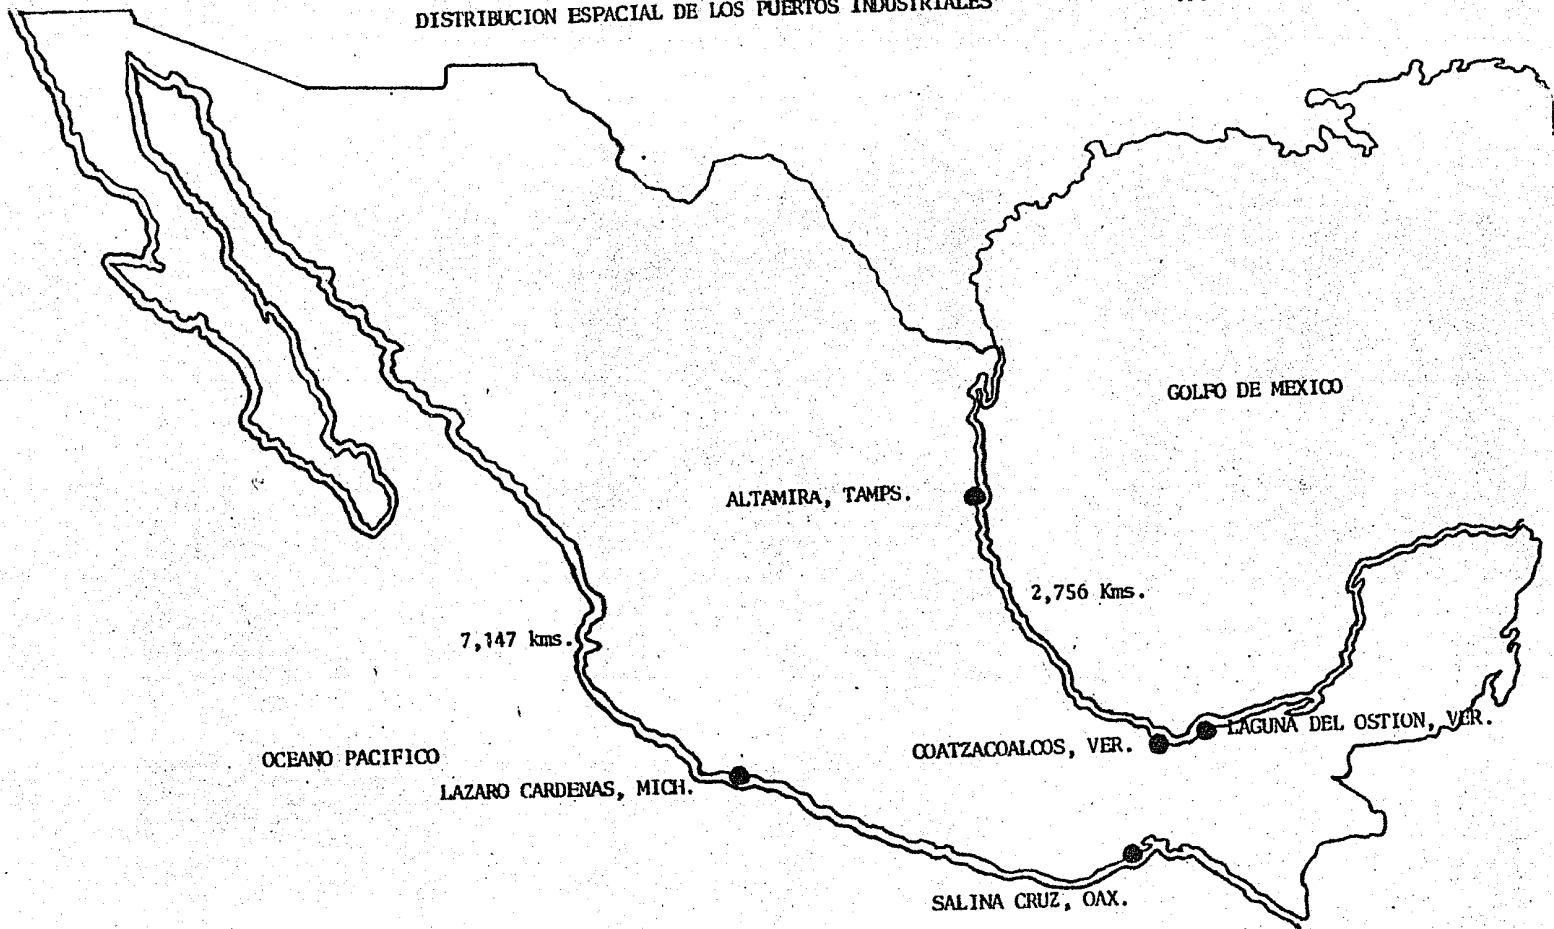 DISTRIBUCION ESPACIAL DE LOS PUERTOS INDUSTRIALES
GOLFO DE MEXICO
ALTAMIRA, TAMPS.
2,756 Kms.
7,147 kms.
LAGUNA DEL OSTION, VER.
COATZACOALCOS, VER.
OCEANO PACIFICO
LAZARO CARDENAS, MICH.
SALINA CRUZ, OAX.